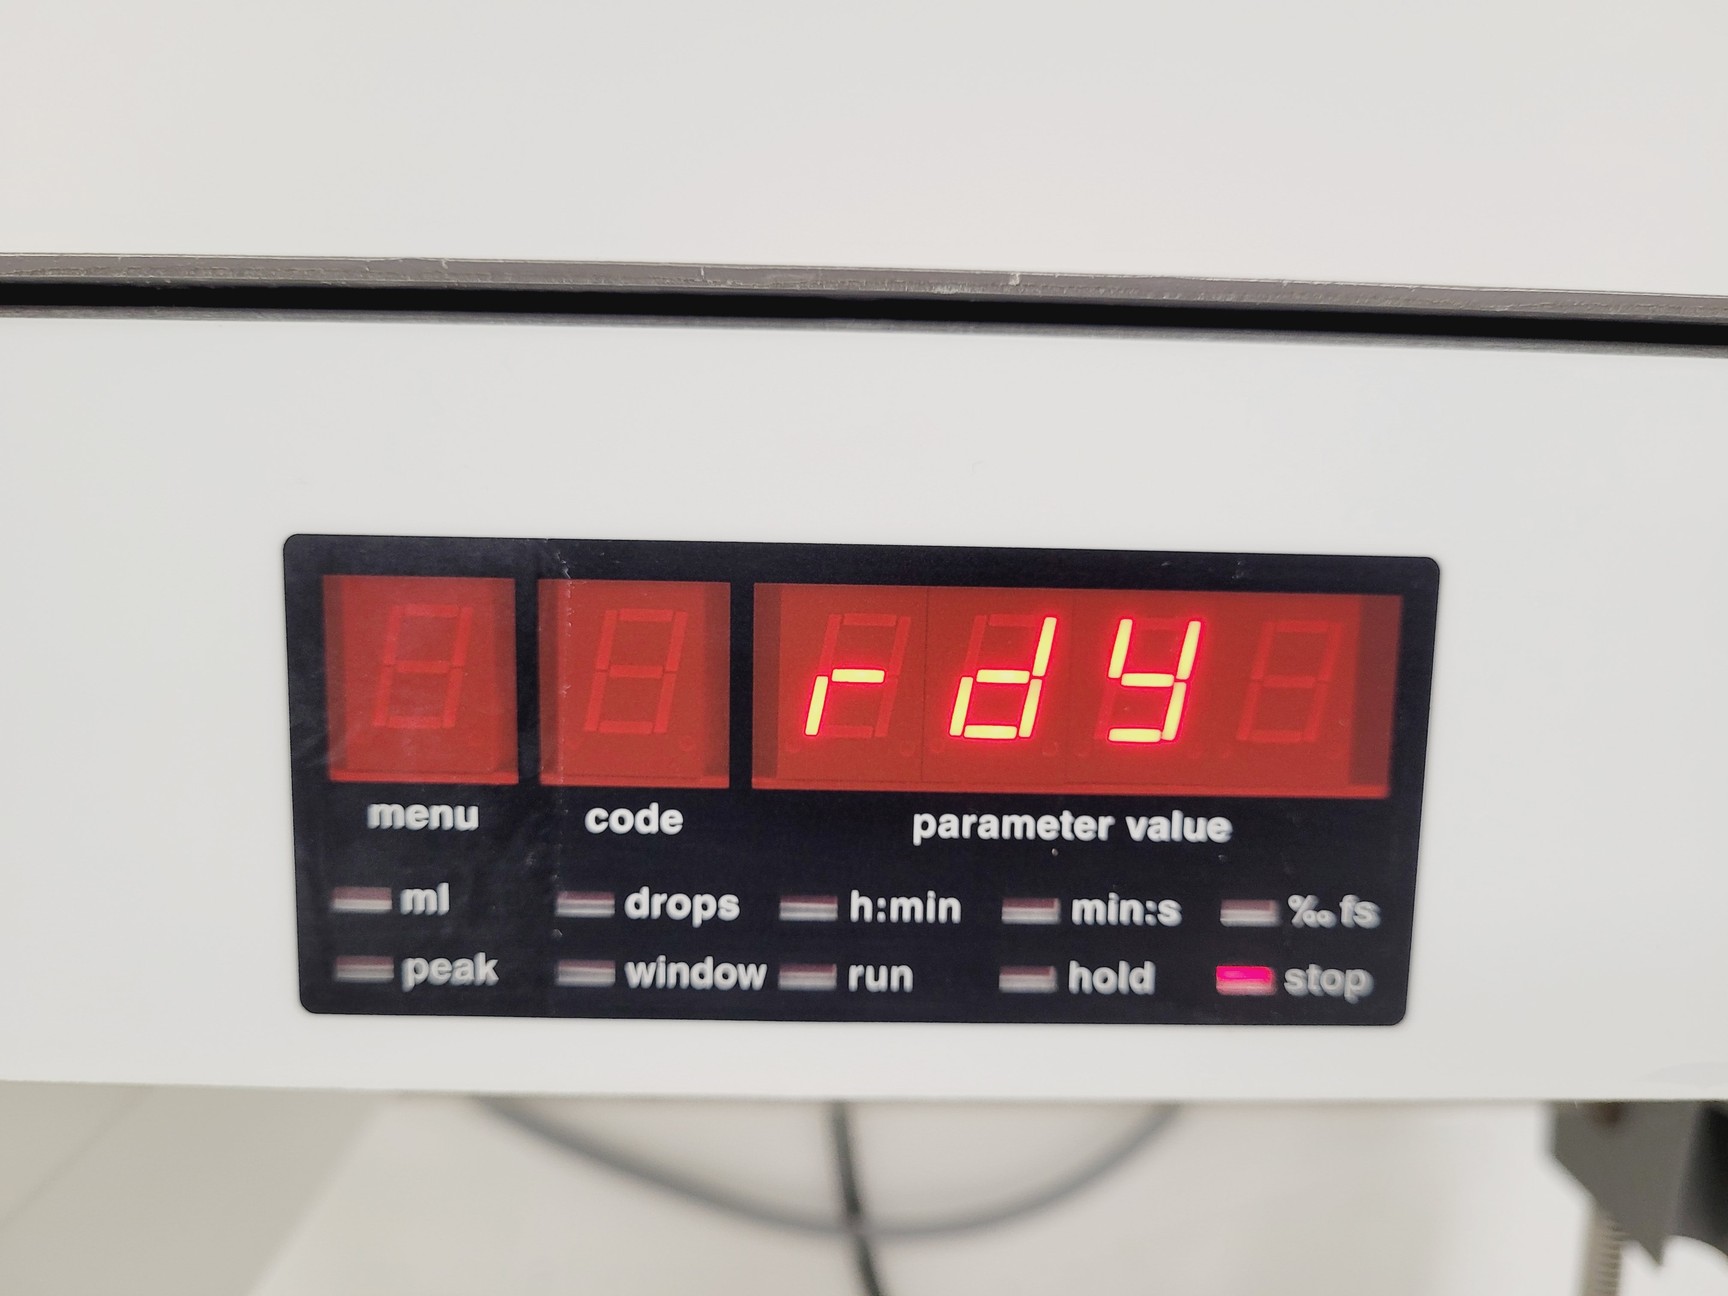 rdy
menu code parameter value
ml drops h:min min:s ‰fs
peak window run hold stop